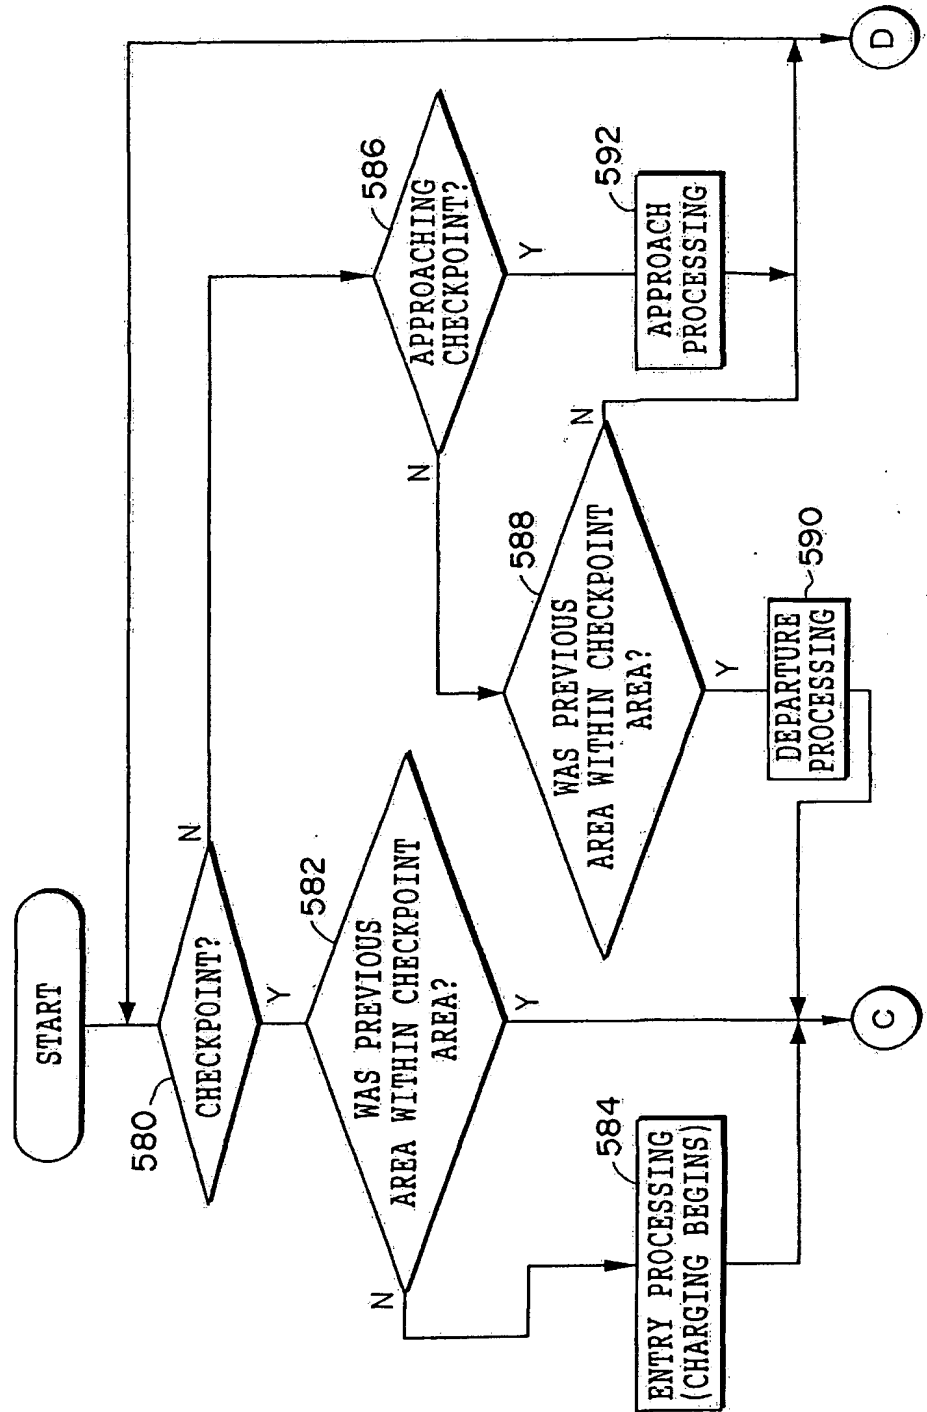 START
580
CHECKPOINT?
N
Y
582
WAS PREVIOUS
AREA WITHIN CHECKPOINT
AREA?
N
Y
584
ENTRY PROCESSING
(CHARGING BEGINS)
C
586
APPROACHING
CHECKPOINT?
N
Y
588
WAS PREVIOUS
AREA WITHIN CHECKPOINT
AREA?
N
Y
590
DEPARTURE
PROCESSING
592
APPROACH
PROCESSING
D